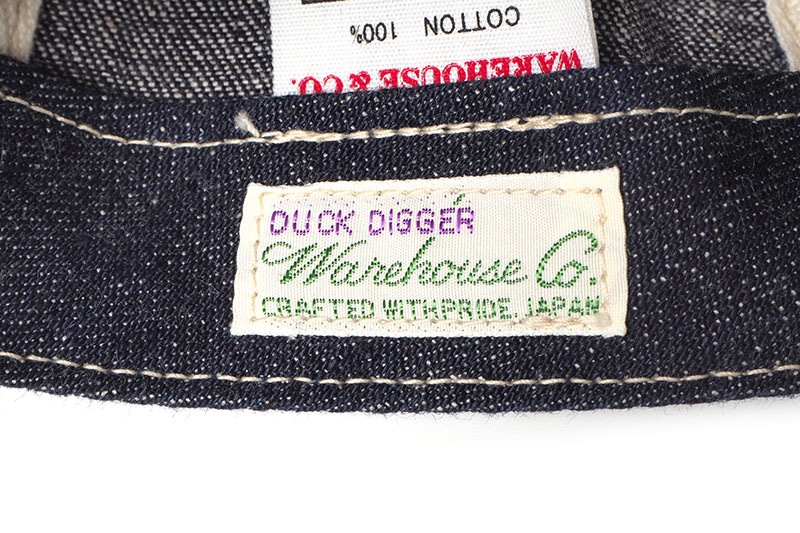 COTTON 100%
WAREHOUSE & CO.
DUCK DIGGER
Warehouse Co.
CRAFTED WITH PRIDE. JAPAN